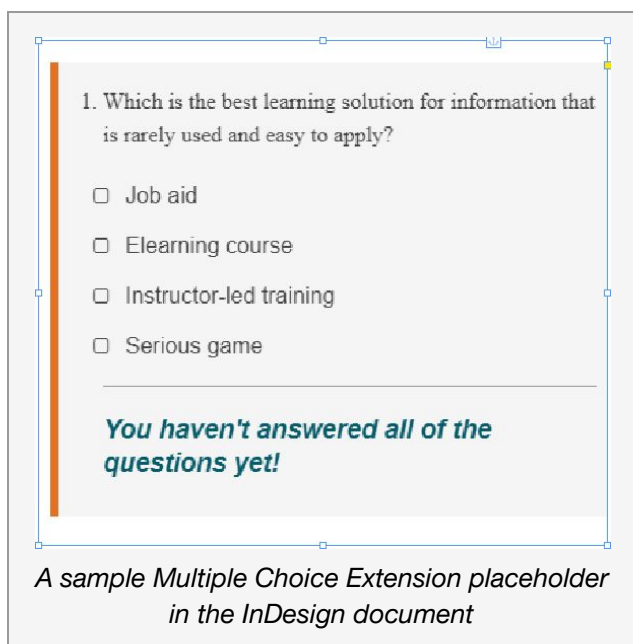 1. Which is the best learning solution for information that
is rarely used and easy to apply?
Job aid
Elearning course
Instructor-led training
Serious game
You haven't answered all of the
questions yet!
A sample Multiple Choice Extension placeholder
in the InDesign document